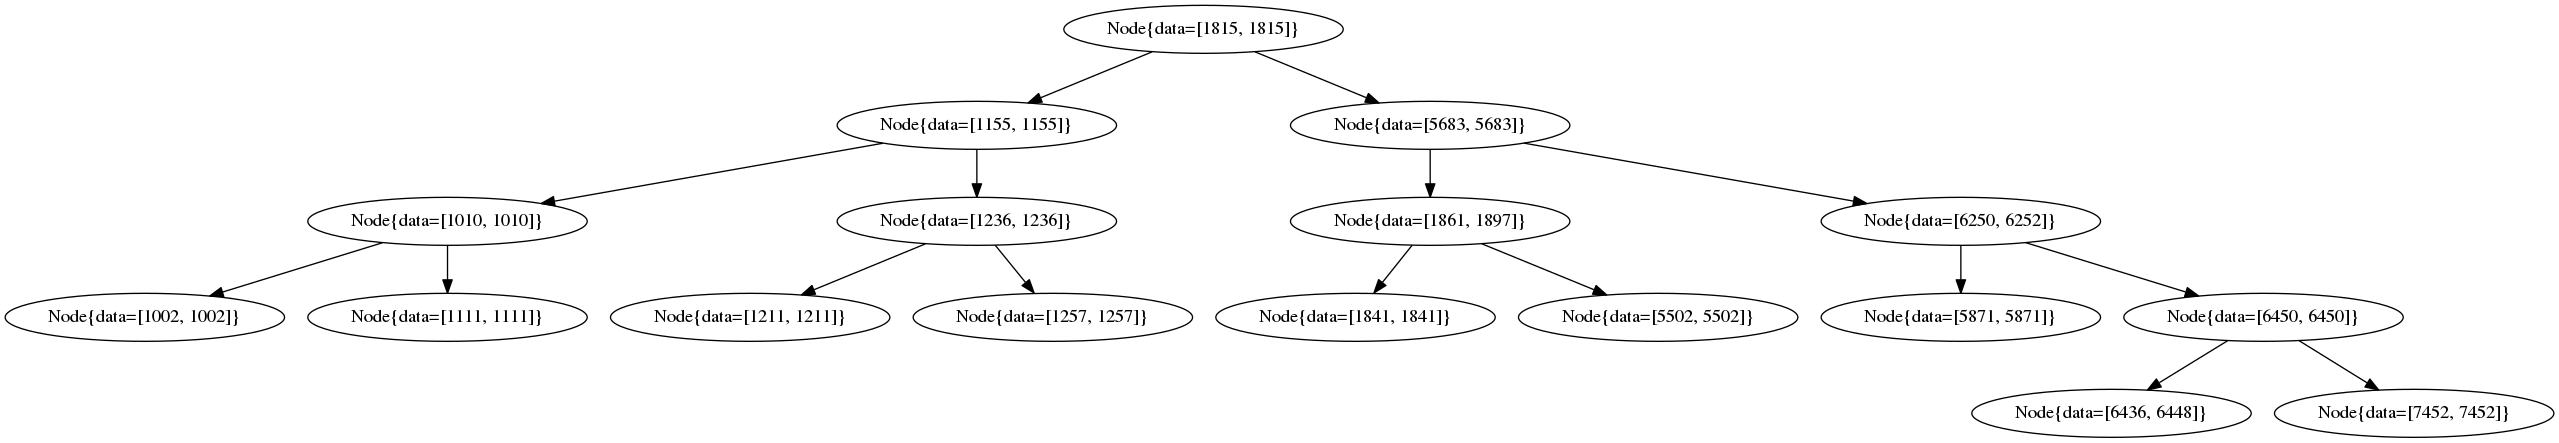 Node{data=[1815, 1815]}
Node{data=[1155, 1155]}
Node{data=[5683, 5683]}
Node{data=[1010, 1010]}
Node{data=[1236, 1236]}
Node{data=[1861, 1897]}
Node{data=[6250, 6252]}
Node{data=[1002, 1002]}
Node{data=[1111, 1111]}
Node{data=[1211, 1211]}
Node{data=[1257, 1257]}
Node{data=[1841, 1841]}
Node{data=[5502, 5502]}
Node{data=[5871, 5871]}
Node{data=[6450, 6450]}
Node{data=[6436, 6448]}
Node{data=[7452, 7452]}